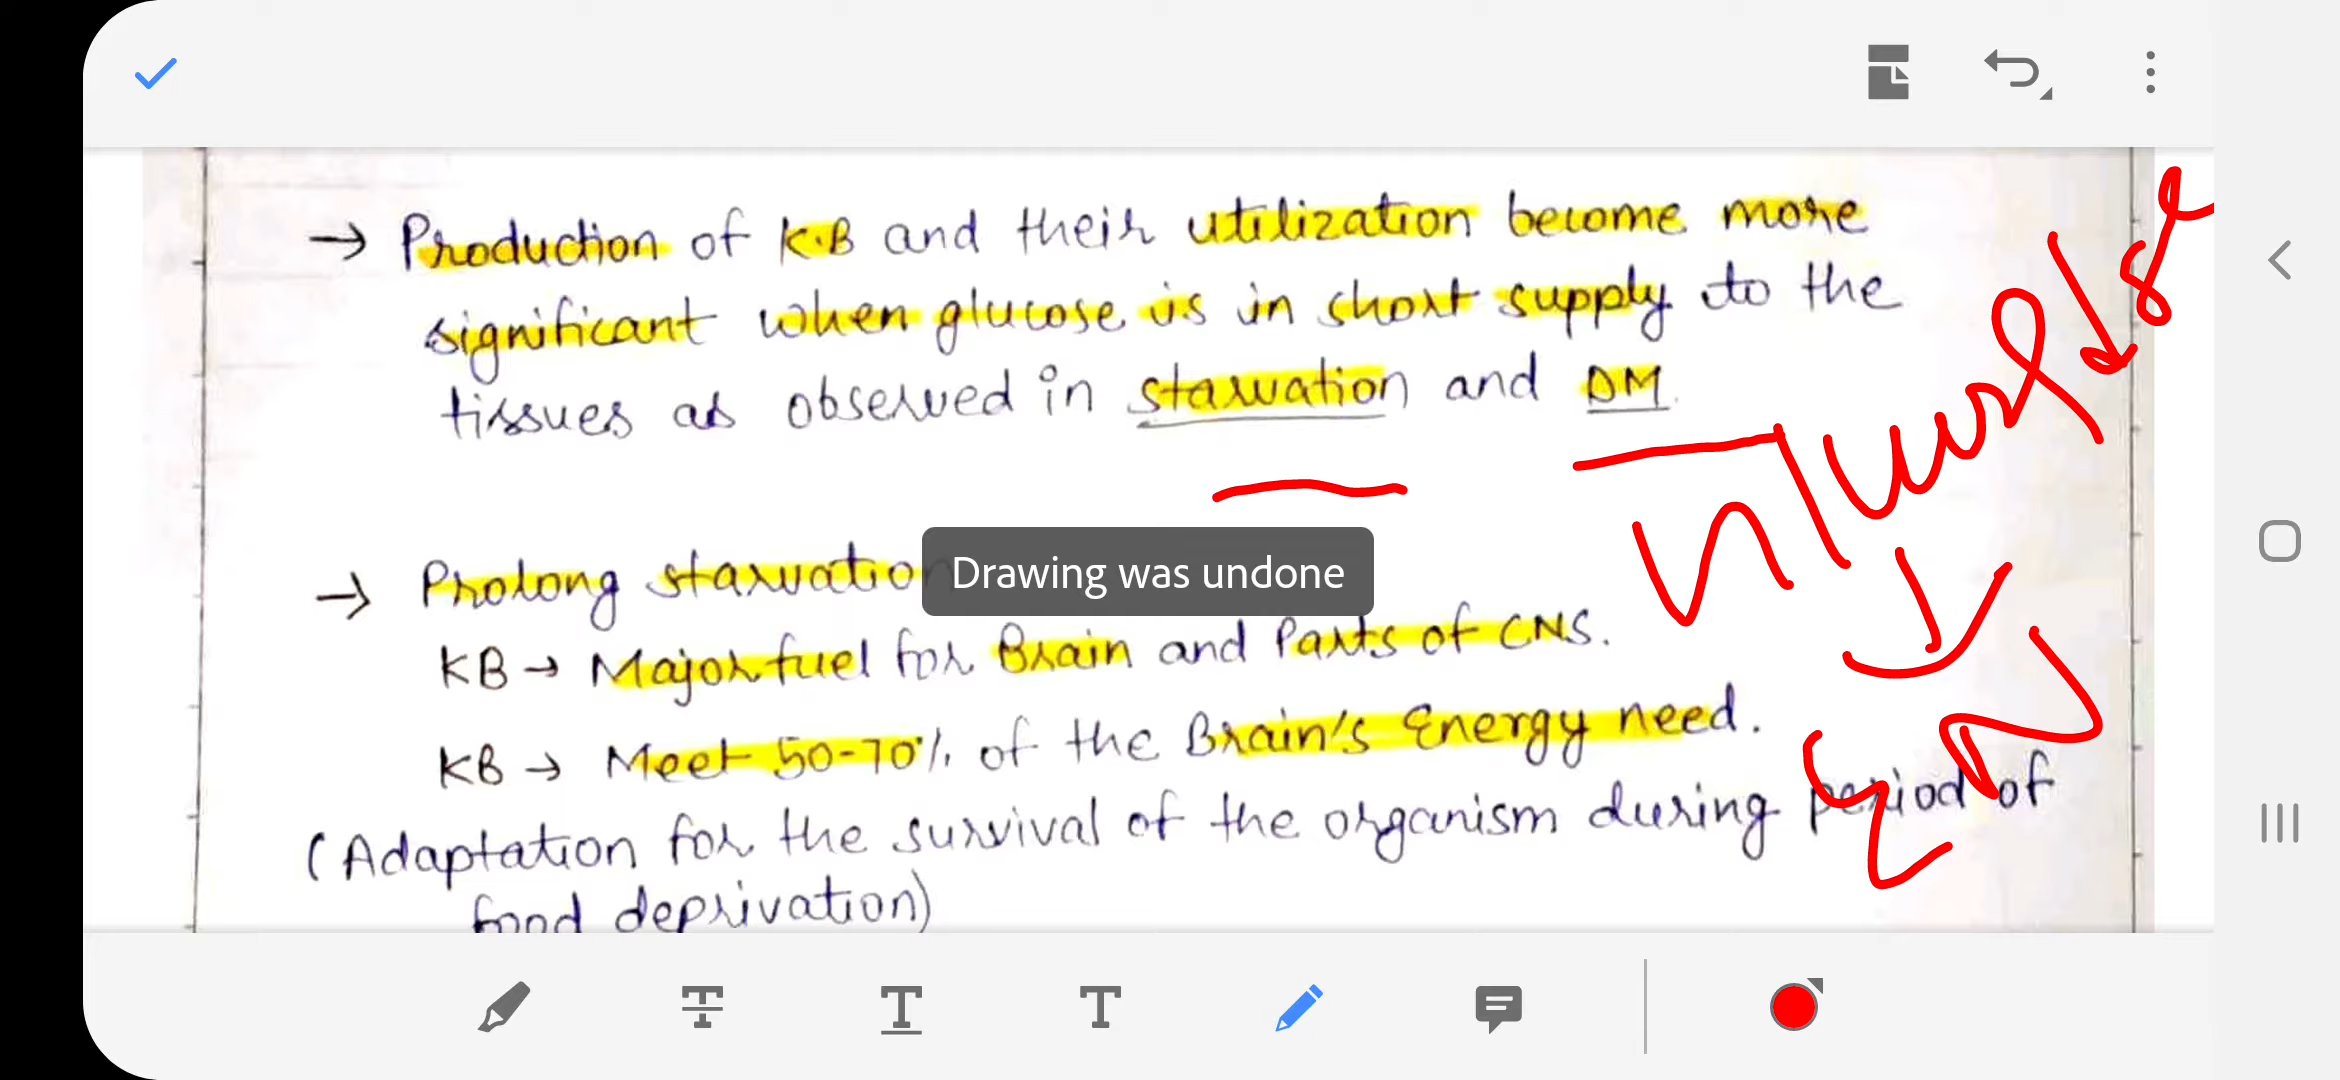 → Production of K.B and their utilization become more
significant when glucose is in short supply to the
tissues as observed in starvation and DM.
→ Prolong starvation
Drawing was undone
KB → Major fuel for Brain and Parts of CNS.
KB → Meet 50-70% of the Brain's Energy need.
(Adaptation for the survival of the organism during period of
food deprivation)